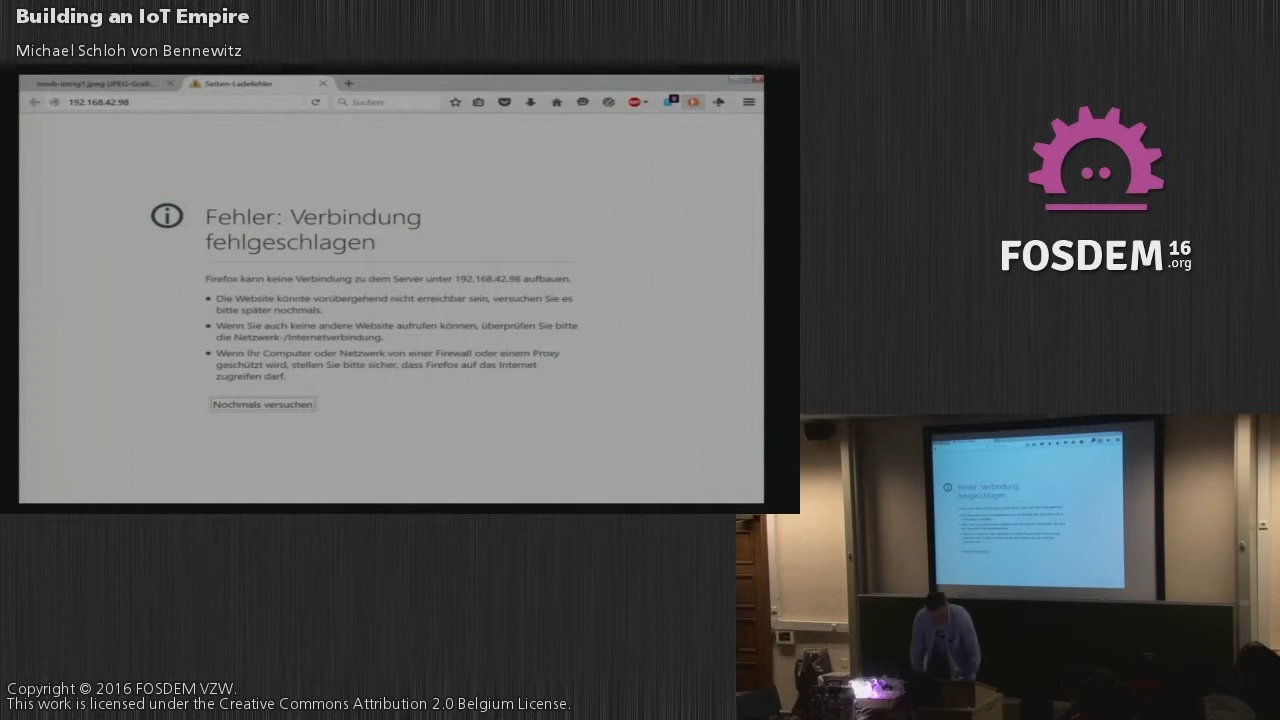 Building an IoT Empire
Michael Schloh von Bennewitz
Seiten-Ladefehler
192.168.42.98
Suchen
Fehler: Verbindung
fehlgeschlagen
Firefox kann keine Verbindung zu dem Server unter 192.168.42.98 aufbauen.
Die Website könnte vorübergehend nicht erreichbar sein, versuchen Sie es
bitte später nochmals.
Wenn Sie auch keine andere Website aufrufen können, überprüfen Sie bitte
die Netzwerk-/Internetverbindung.
Wenn Ihr Computer oder Netzwerk von einer Firewall oder einem Proxy
geschützt wird, stellen Sie bitte sicher, dass Firefox auf das Internet
zugreifen darf.
Nochmals versuchen
FOSDEM 16
.org
Fehler: Verbindung
fehlgeschlagen
Copyright © 2016 FOSDEM VZW.
This work is licensed under the Creative Commons Attribution 2.0 Belgium License.